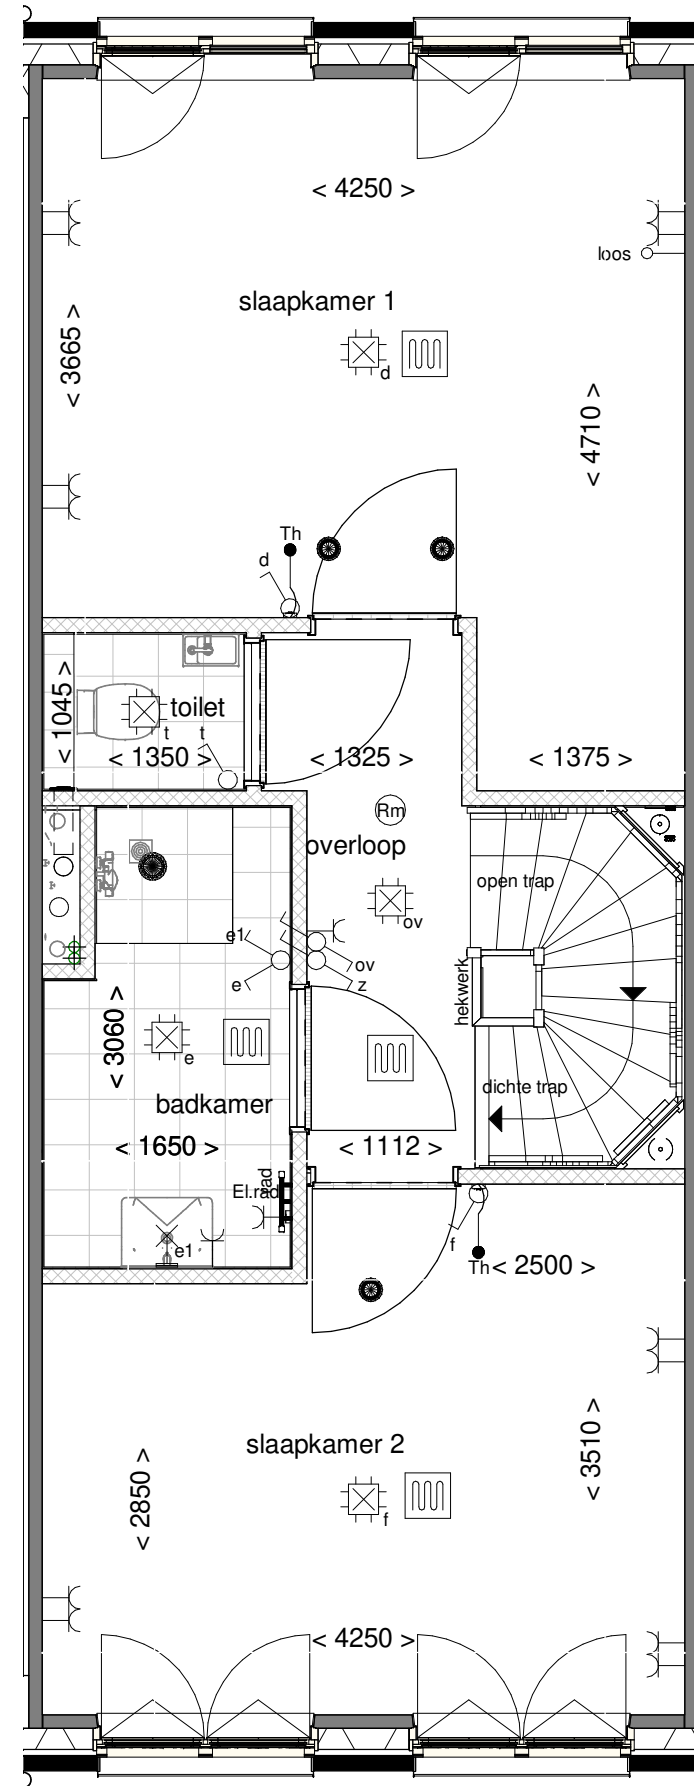 < 4250 >
loos
slaapkamer 1
< 3665 >
d
< 4710 >
Th
d
< 1045 >
toilet
t
t
< 1350 >
< 1325 >
< 1375 >
Rm
overloop
open trap
ov
e1
ov
e
z
hekwerk
< 3060 >
e
dichte trap
badkamer
< 1650 >
< 1112 >
rad
El.rad
e1
f
Th
< 2500 >
slaapkamer 2
< 3510 >
< 2850 >
f
< 4250 >